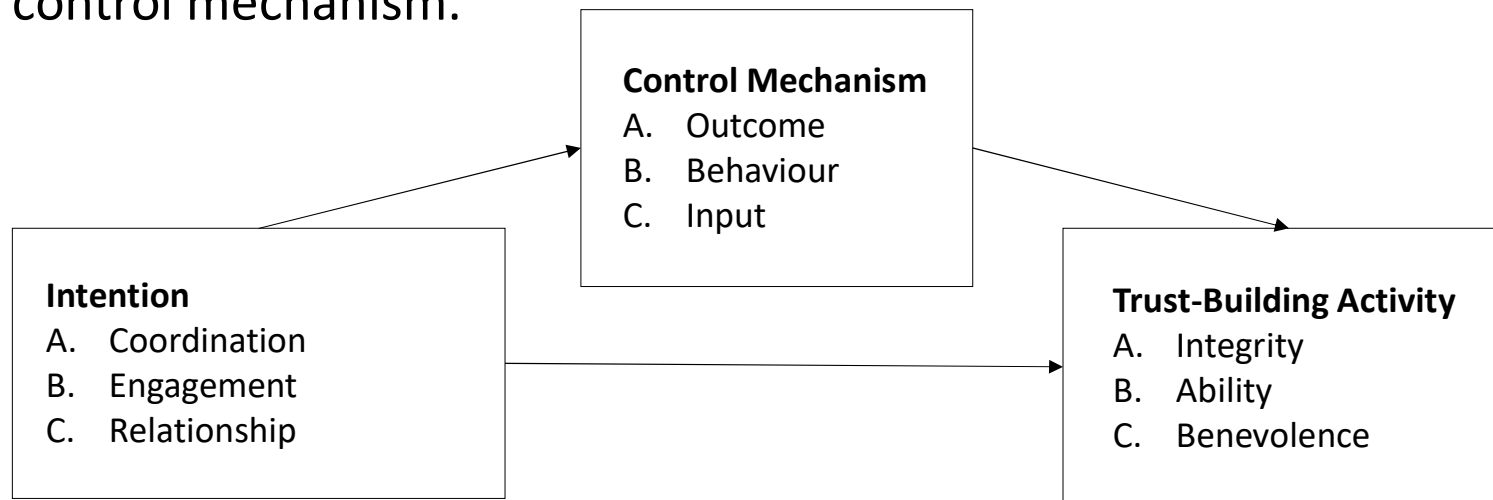 control mechanism.
Control Mechanism
A. Outcome
B. Behaviour
C. Input
Intention
A. Coordination
B. Engagement
C. Relationship
Trust-Building Activity
A. Integrity
B. Ability
C. Benevolence